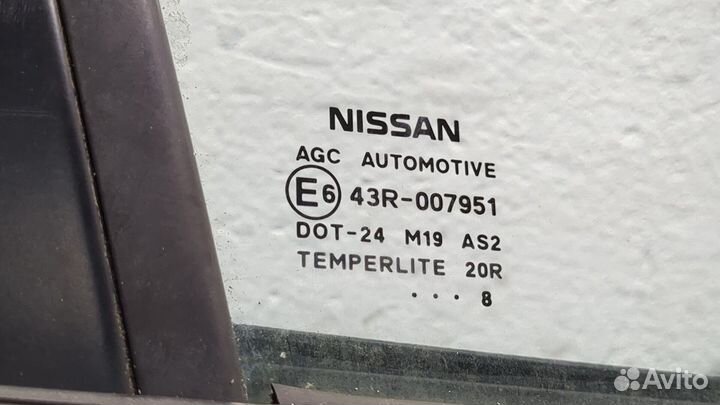 NISSAN
AGC AUTOMOTIVE
E6 43R-007951
DOT-24 M19 AS2
TEMPERLITE 20R
... 8
Avito